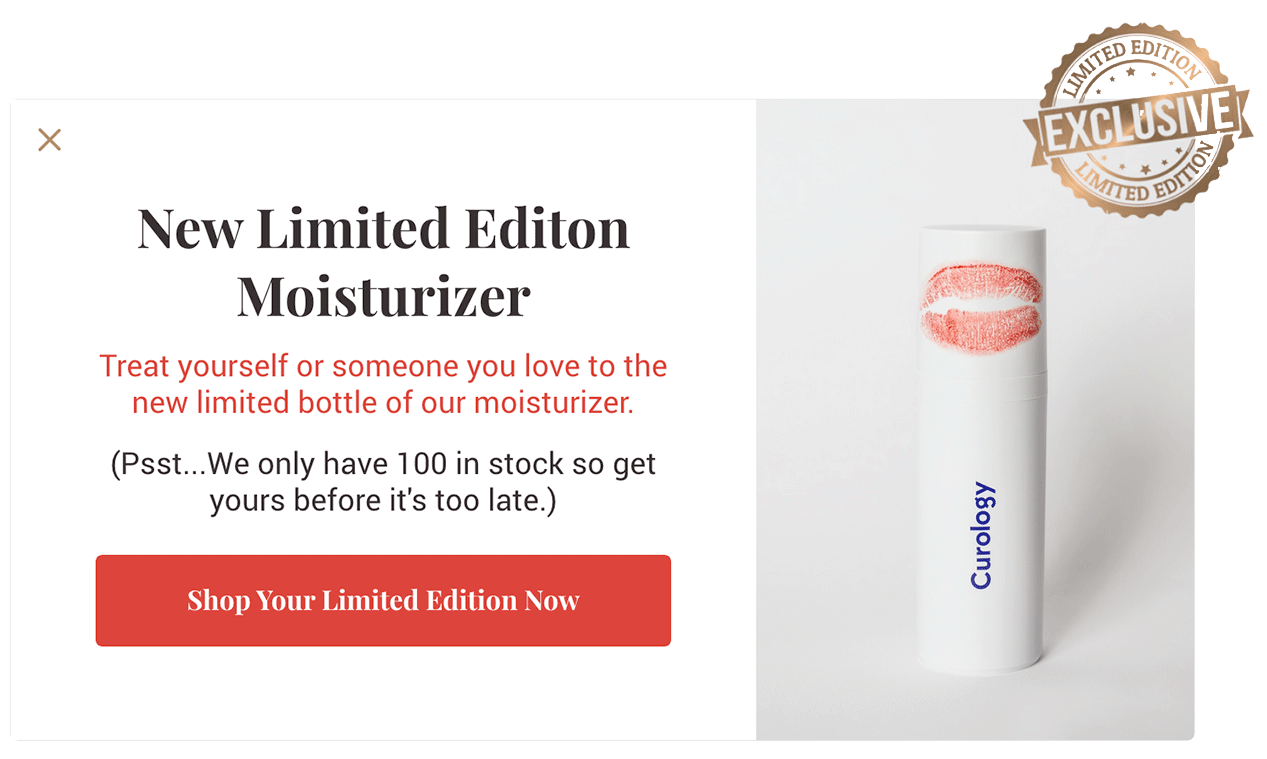 New Limited Editon
Moisturizer
Treat yourself or someone you love to the
new limited bottle of our moisturizer.
(Psst...We only have 100 in stock so get
yours before it's too late.)
Shop Your Limited Edition Now
LIMITED EDITION
EXCLUSIVE
LIMITED EDITION
Curology